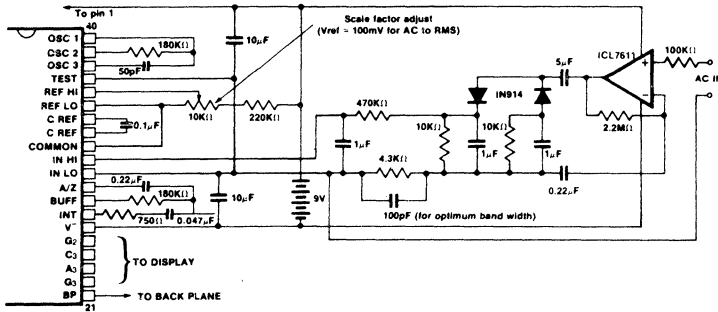 To pin 1
40
OSC 1
CSC 2
OSC 3
TEST
REF HI
REF LO
C REF
C REF
COMMON
IN HI
IN LO
A/Z
BUFF
INT
V⁻
G2
C3
A3
G3
BP
21
180KΩ
50pF
10μF
Scale factor adjust
(Vref = 100mV for AC to RMS)
10KΩ
220KΩ
0.1μF
5μF
ICL7611
+
−
100KΩ
AC II
IN914
470KΩ
2.2MΩ
10KΩ
10KΩ
1μF
1μF
1μF
4.3KΩ
0.22μF
0.22μF
180KΩ
10μF
9V
750Ω
0.047μF
100pF (for optimum band width)
TO DISPLAY
TO BACK PLANE